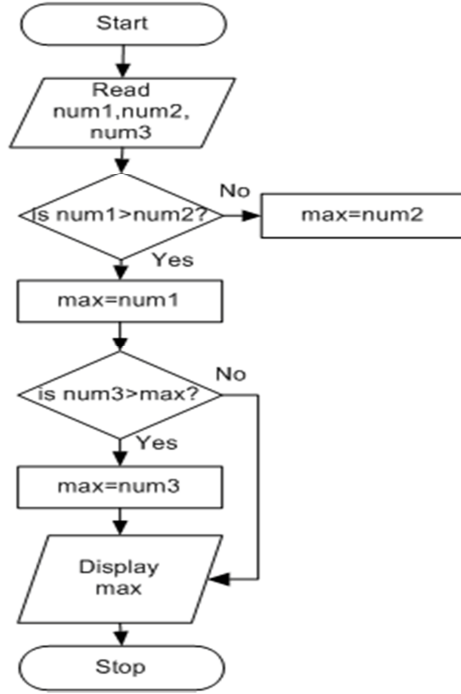 Start
Read
num1,num2,
num3
is num1>num2?
No
max=num2
Yes
max=num1
is num3>max?
No
Yes
max=num3
Display
max
Stop